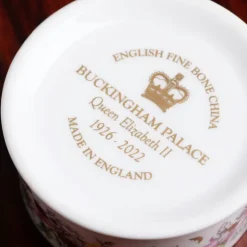 ENGLISH FINE BONE CHINA
BUCKINGHAM PALACE
Queen Elizabeth II
1926 - 2022
MADE IN ENGLAND